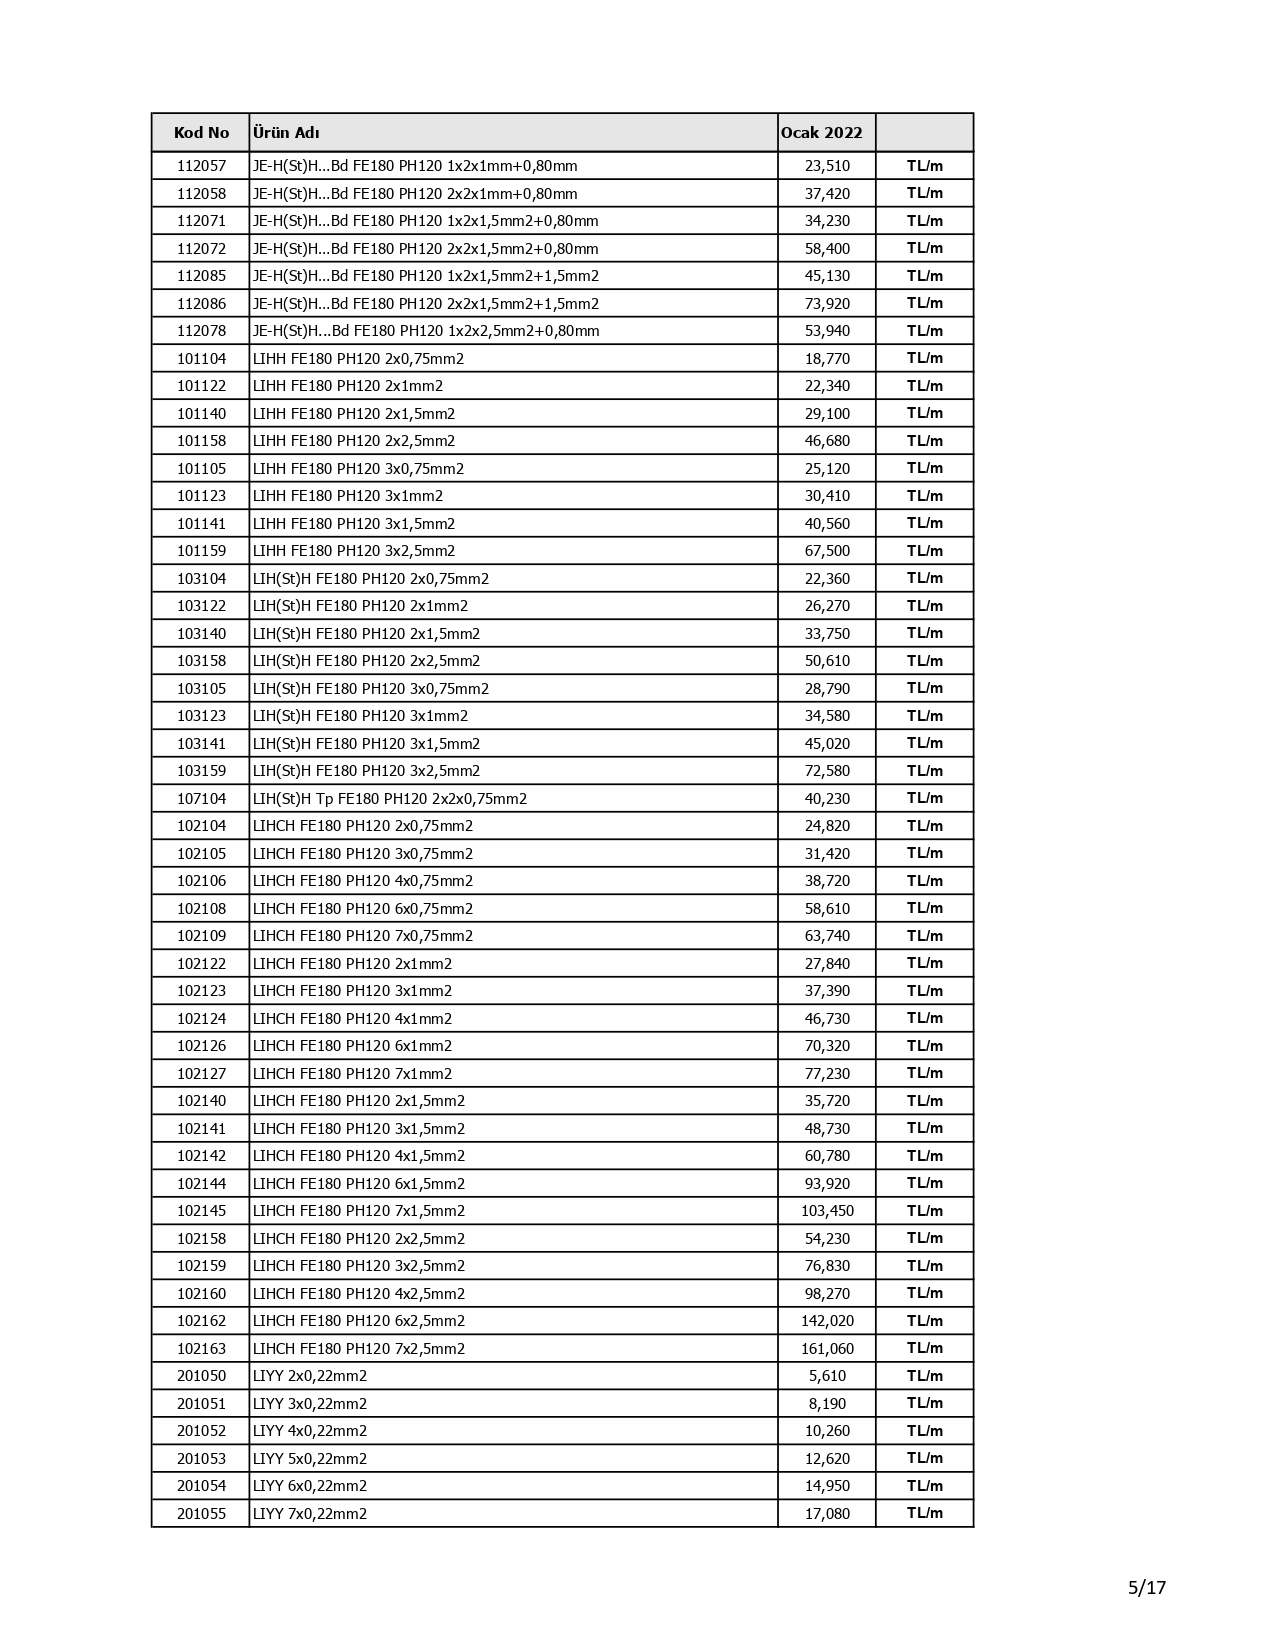 Kod No Ürün Adı Ocak 2022
112057 JE-H(St)H...Bd FE180 PH120 1x2x1mm+0,80mm 23,510 TL/m
112058 JE-H(St)H...Bd FE180 PH120 2x2x1mm+0,80mm 37,420 TL/m
112071 JE-H(St)H...Bd FE180 PH120 1x2x1,5mm2+0,80mm 34,230 TL/m
112072 JE-H(St)H...Bd FE180 PH120 2x2x1,5mm2+0,80mm 58,400 TL/m
112085 JE-H(St)H...Bd FE180 PH120 1x2x1,5mm2+1,5mm2 45,130 TL/m
112086 JE-H(St)H...Bd FE180 PH120 2x2x1,5mm2+1,5mm2 73,920 TL/m
112078 JE-H(St)H...Bd FE180 PH120 1x2x2,5mm2+0,80mm 53,940 TL/m
101104 LIHH FE180 PH120 2x0,75mm2 18,770 TL/m
101122 LIHH FE180 PH120 2x1mm2 22,340 TL/m
101140 LIHH FE180 PH120 2x1,5mm2 29,100 TL/m
101158 LIHH FE180 PH120 2x2,5mm2 46,680 TL/m
101105 LIHH FE180 PH120 3x0,75mm2 25,120 TL/m
101123 LIHH FE180 PH120 3x1mm2 30,410 TL/m
101141 LIHH FE180 PH120 3x1,5mm2 40,560 TL/m
101159 LIHH FE180 PH120 3x2,5mm2 67,500 TL/m
103104 LIH(St)H FE180 PH120 2x0,75mm2 22,360 TL/m
103122 LIH(St)H FE180 PH120 2x1mm2 26,270 TL/m
103140 LIH(St)H FE180 PH120 2x1,5mm2 33,750 TL/m
103158 LIH(St)H FE180 PH120 2x2,5mm2 50,610 TL/m
103105 LIH(St)H FE180 PH120 3x0,75mm2 28,790 TL/m
103123 LIH(St)H FE180 PH120 3x1mm2 34,580 TL/m
103141 LIH(St)H FE180 PH120 3x1,5mm2 45,020 TL/m
103159 LIH(St)H FE180 PH120 3x2,5mm2 72,580 TL/m
107104 LIH(St)H Tp FE180 PH120 2x2x0,75mm2 40,230 TL/m
102104 LIHCH FE180 PH120 2x0,75mm2 24,820 TL/m
102105 LIHCH FE180 PH120 3x0,75mm2 31,420 TL/m
102106 LIHCH FE180 PH120 4x0,75mm2 38,720 TL/m
102108 LIHCH FE180 PH120 6x0,75mm2 58,610 TL/m
102109 LIHCH FE180 PH120 7x0,75mm2 63,740 TL/m
102122 LIHCH FE180 PH120 2x1mm2 27,840 TL/m
102123 LIHCH FE180 PH120 3x1mm2 37,390 TL/m
102124 LIHCH FE180 PH120 4x1mm2 46,730 TL/m
102126 LIHCH FE180 PH120 6x1mm2 70,320 TL/m
102127 LIHCH FE180 PH120 7x1mm2 77,230 TL/m
102140 LIHCH FE180 PH120 2x1,5mm2 35,720 TL/m
102141 LIHCH FE180 PH120 3x1,5mm2 48,730 TL/m
102142 LIHCH FE180 PH120 4x1,5mm2 60,780 TL/m
102144 LIHCH FE180 PH120 6x1,5mm2 93,920 TL/m
102145 LIHCH FE180 PH120 7x1,5mm2 103,450 TL/m
102158 LIHCH FE180 PH120 2x2,5mm2 54,230 TL/m
102159 LIHCH FE180 PH120 3x2,5mm2 76,830 TL/m
102160 LIHCH FE180 PH120 4x2,5mm2 98,270 TL/m
102162 LIHCH FE180 PH120 6x2,5mm2 142,020 TL/m
102163 LIHCH FE180 PH120 7x2,5mm2 161,060 TL/m
201050 LIYY 2x0,22mm2 5,610 TL/m
201051 LIYY 3x0,22mm2 8,190 TL/m
201052 LIYY 4x0,22mm2 10,260 TL/m
201053 LIYY 5x0,22mm2 12,620 TL/m
201054 LIYY 6x0,22mm2 14,950 TL/m
201055 LIYY 7x0,22mm2 17,080 TL/m
5/17